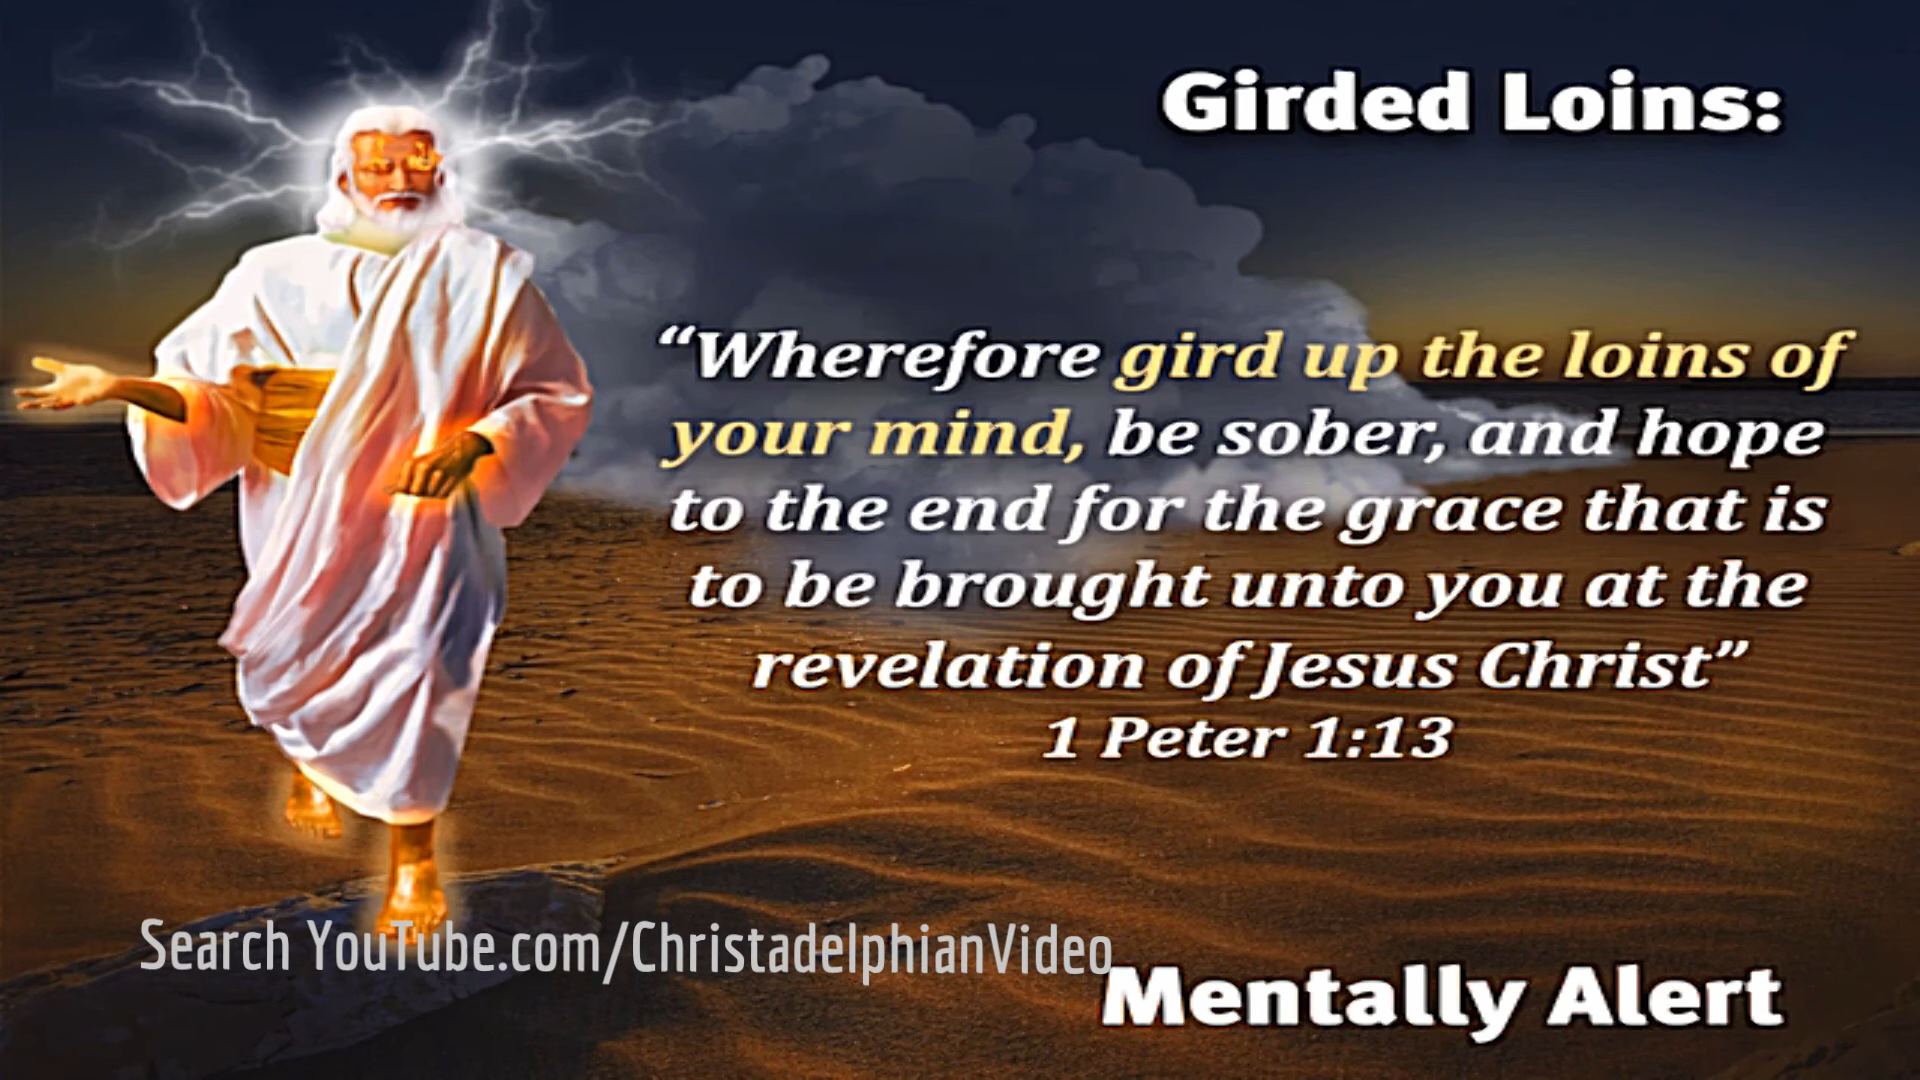 Girded Loins:
“Wherefore gird up the loins of
your mind, be sober, and hope
to the end for the grace that is
to be brought unto you at the
revelation of Jesus Christ”
1 Peter 1:13
Search YouTube.com/ChristadelphianVideo
Mentally Alert